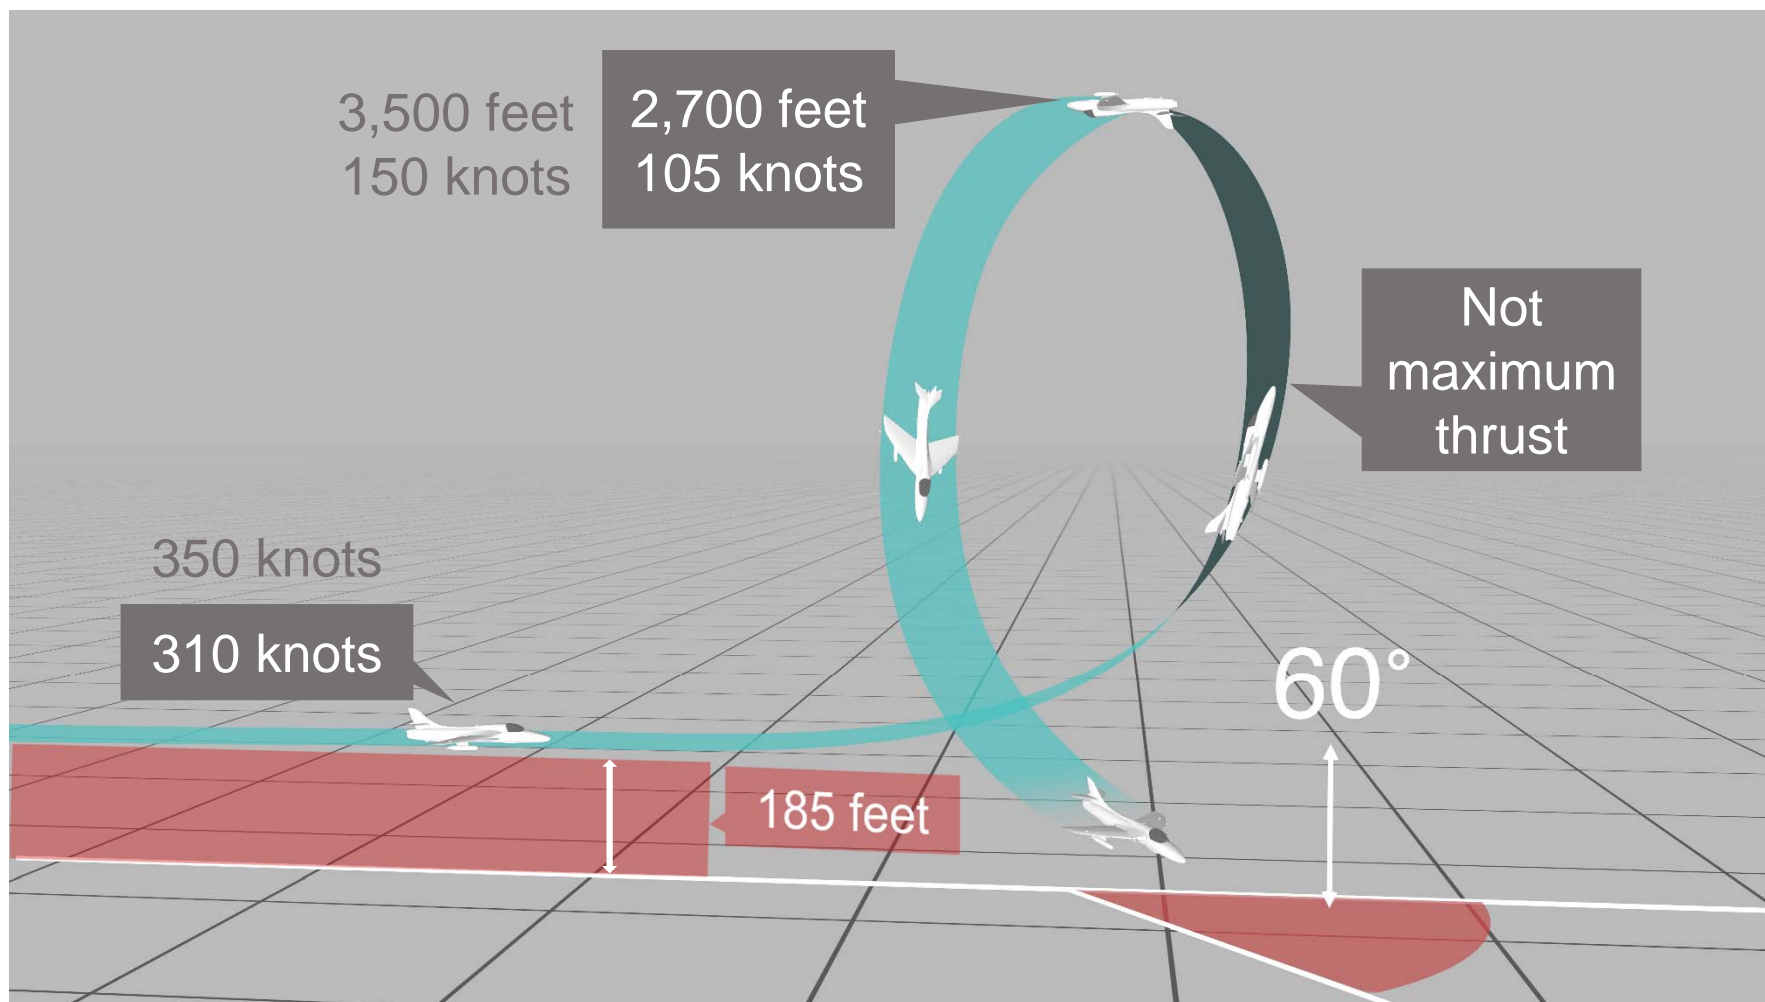 3,500 feet
150 knots
2,700 feet
105 knots
Not
maximum
thrust
350 knots
310 knots
60°
185 feet